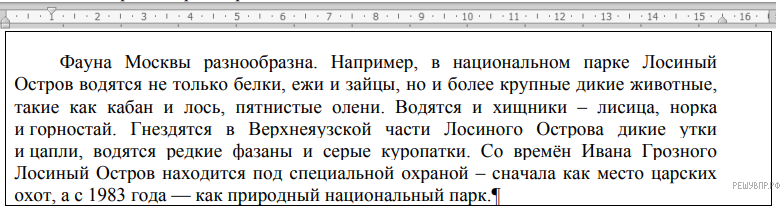 1 2 3 4 5 6 7 8 9 10 11 12 13 14 15 16
Фауна Москвы разнообразна. Например, в национальном парке Лосиный
Остров водятся не только белки, ежи и зайцы, но и более крупные дикие животные,
такие как кабан и лось, пятнистые олени. Водятся и хищники – лисица, норка
и горностай. Гнездятся в Верхнеяузской части Лосиного Острова дикие утки
и цапли, водятся редкие фазаны и серые куропатки. Со времён Ивана Грозного
Лосиный Остров находится под специальной охраной – сначала как место царских
охот, а с 1983 года — как природный национальный парк.¶
РЕШУВПР.РФ